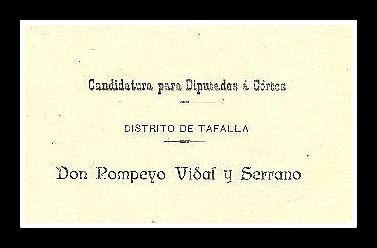 Candidatura para Diputados á Córtes
DISTRITO DE TAFALLA
Don Pompeyo Vidal y Serrano